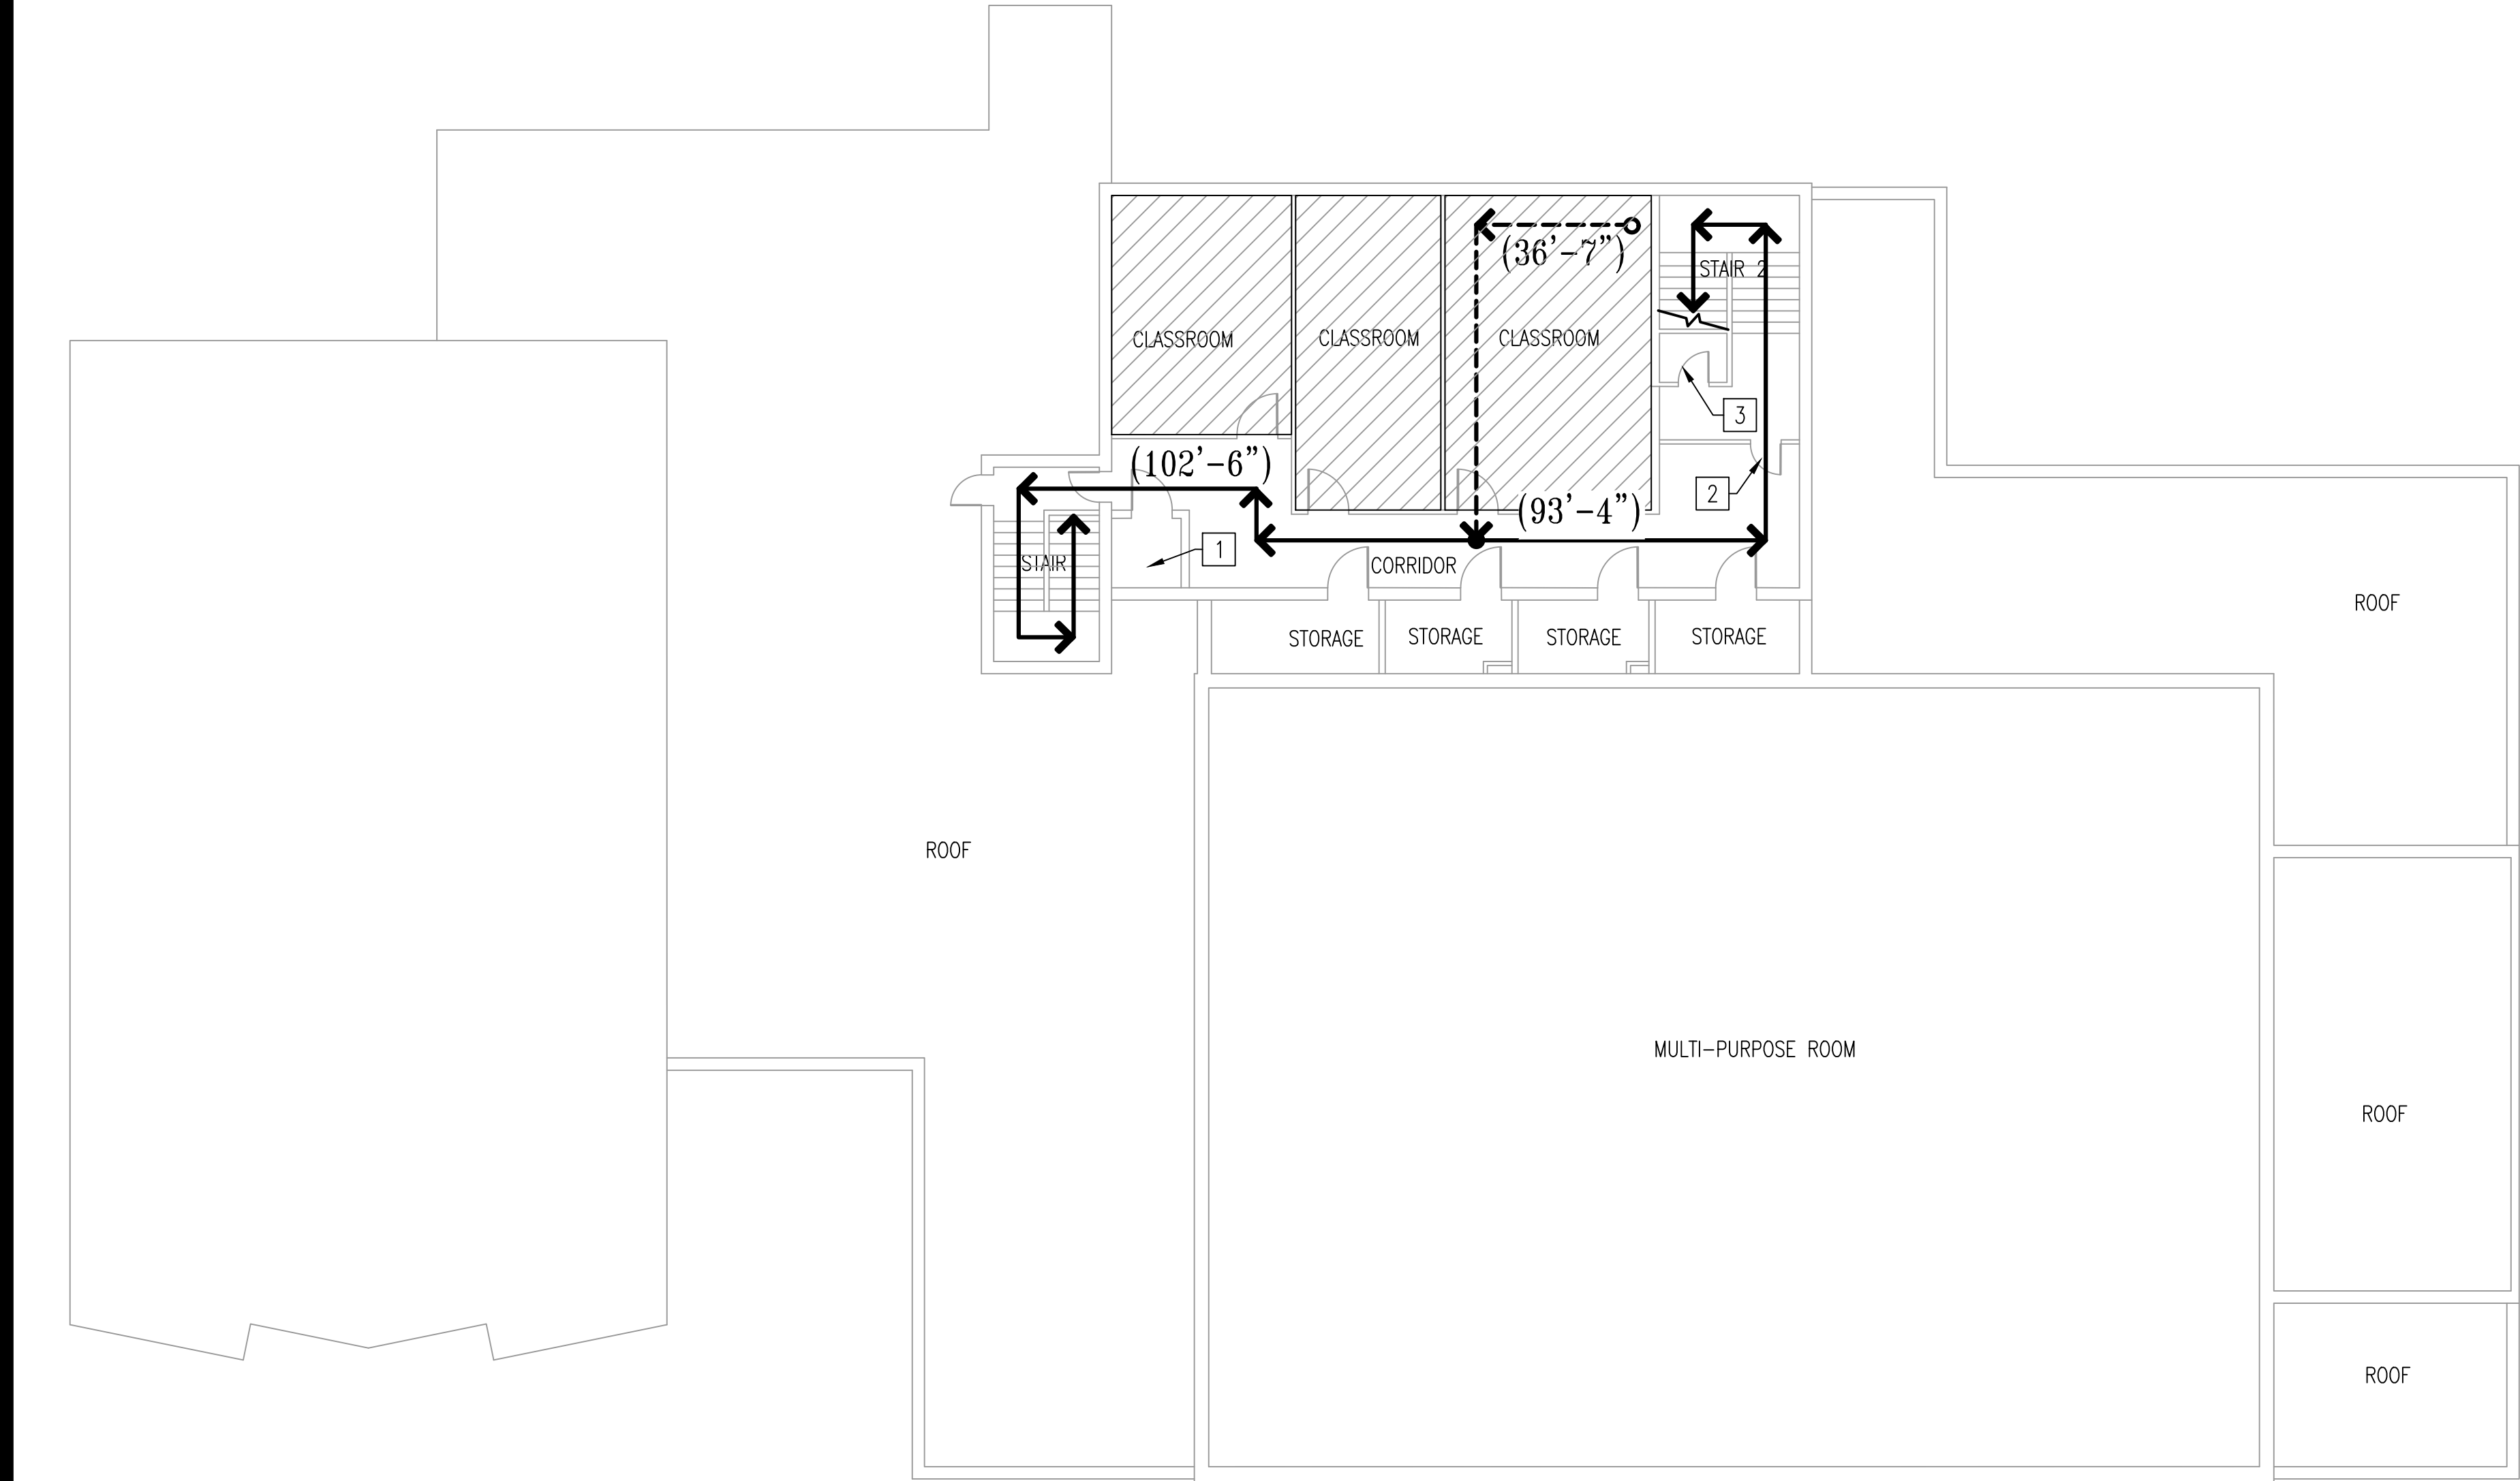 (36'-7")
STAIR 2
CLASSROOM
CLASSROOM
CLASSROOM
3
(102'-6")
2
(93'-4")
1
STAIR
CORRIDOR
ROOF
STORAGE
STORAGE
STORAGE
STORAGE
ROOF
MULTI-PURPOSE ROOM
ROOF
ROOF